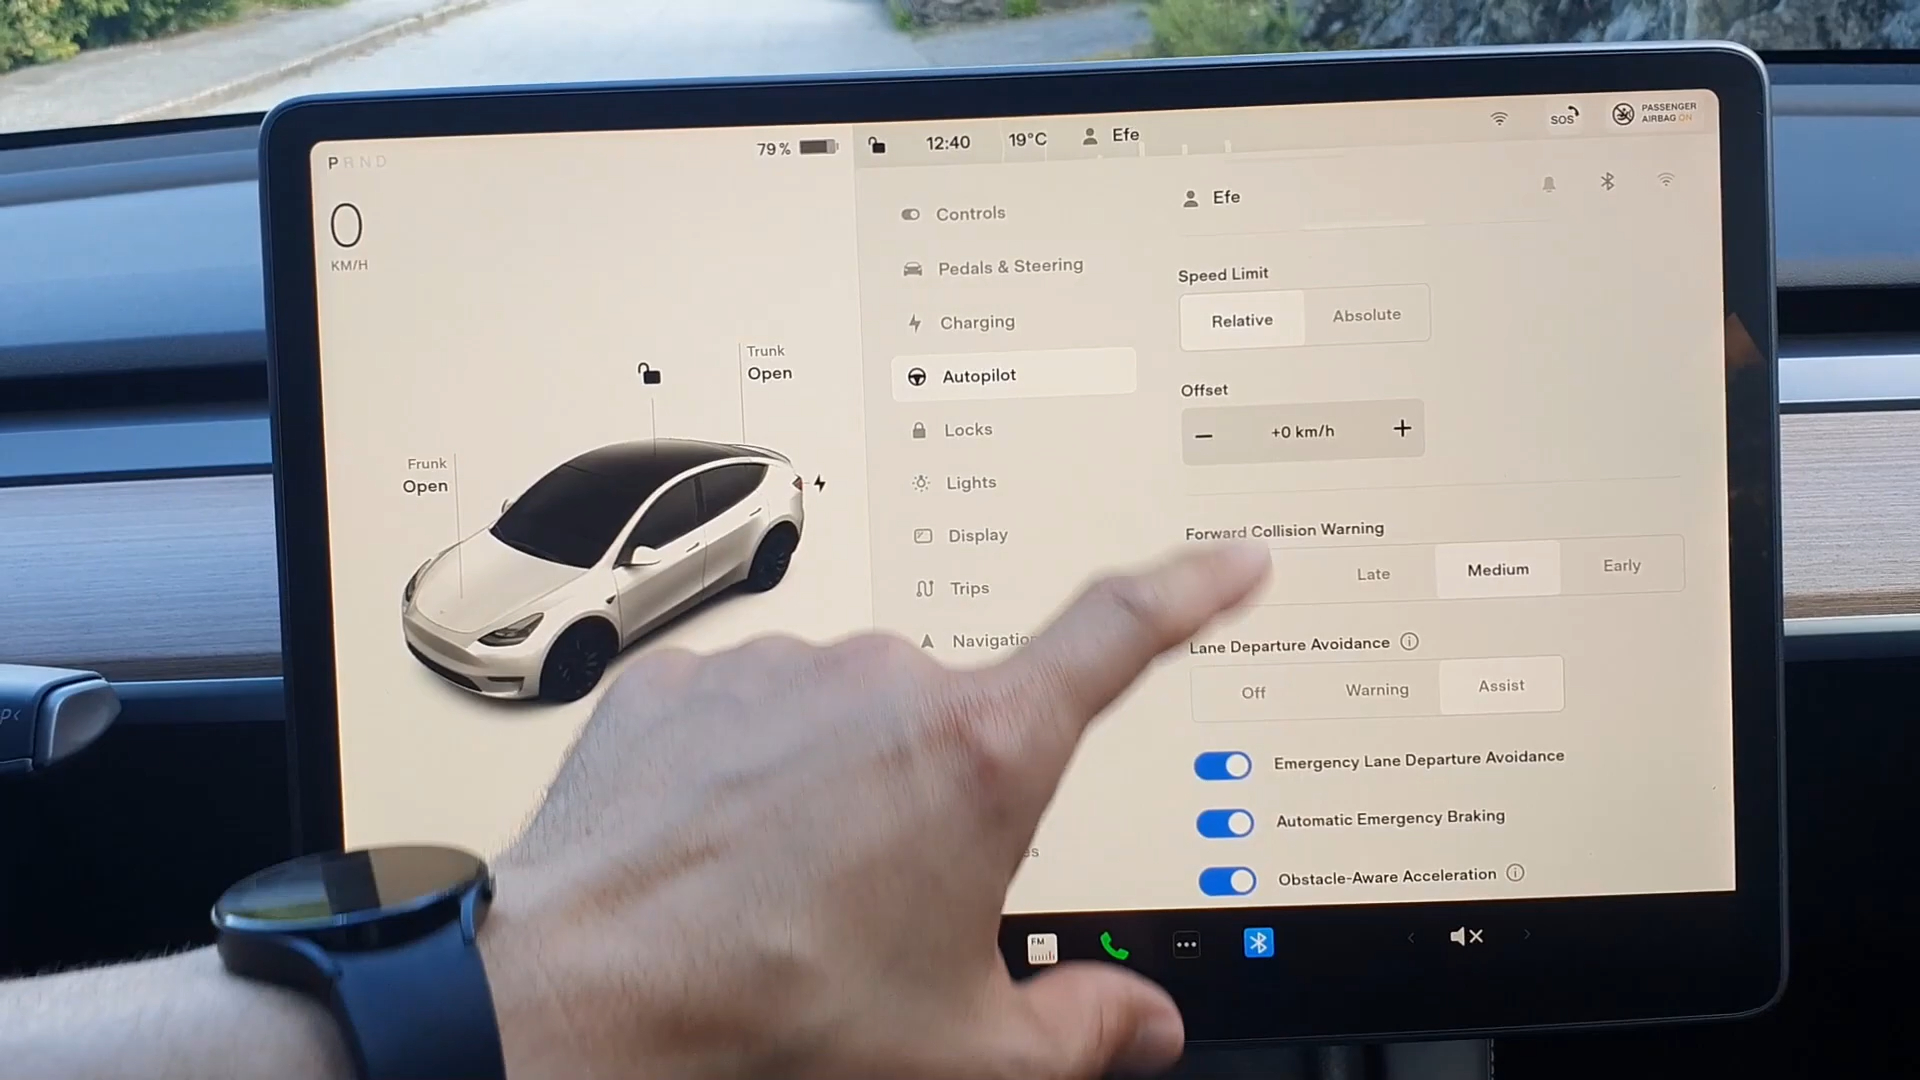 PRND
79 %
12:40
19°C
Efe
SOS
PASSENGER
AIRBAG ON
0
KM/H
Trunk
Open
Frunk
Open
Controls
Pedals & Steering
Charging
Autopilot
Locks
Lights
Display
Trips
Efe
Speed Limit
Relative
Absolute
Offset
– +0 km/h +
Forward Collision Warning
Late
Medium
Early
Lane Departure Avoidance
Off
Warning
Assist
Emergency Lane Departure Avoidance
Automatic Emergency Braking
Obstacle-Aware Acceleration
FM
P